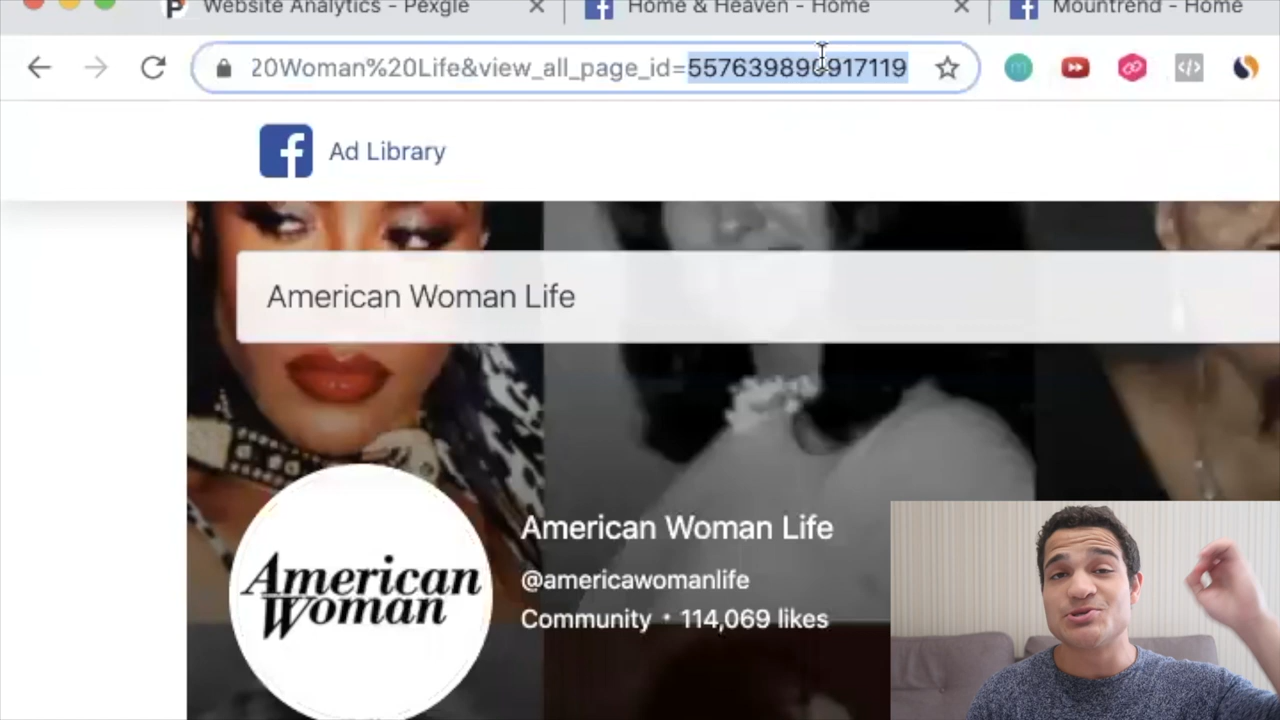 Website Analytics - Pexgle
Home & Heaven - Home
Mountrend - Home
20Woman%20Life&view_all_page_id=557639890917119
Ad Library
American Woman Life
American Woman
American Woman Life
@americawomanlife
Community · 114,069 likes